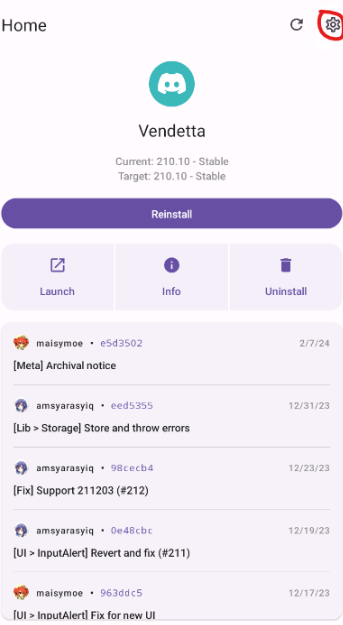 Home
Vendetta
Current: 210.10 - Stable
Target: 210.10 - Stable
Reinstall
Launch
Info
Uninstall
maisymoe • e5d3502 2/7/24
[Meta] Archival notice
amsyarasyiq • eed5355 12/31/23
[Lib > Storage] Store and throw errors
amsyarasyiq • 98cecb4 12/23/23
[Fix] Support 211203 (#212)
amsyarasyiq • 0e48cbc 12/19/23
[UI > InputAlert] Revert and fix (#211)
maisymoe • 963ddc5 12/17/23
[UI > InputAlert] Fix for new UI